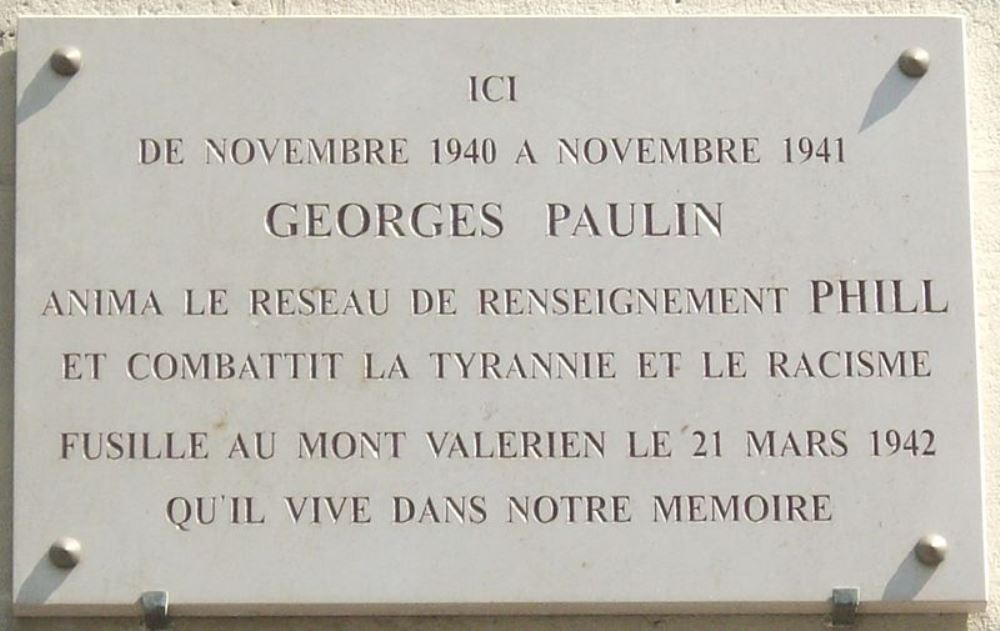 ICI
DE NOVEMBRE 1940 A NOVEMBRE 1941
GEORGES PAULIN
ANIMA LE RESEAU DE RENSEIGNEMENT PHILL
ET COMBATTIT LA TYRANNIE ET LE RACISME
FUSILLE AU MONT VALERIEN LE 21 MARS 1942
QU'IL VIVE DANS NOTRE MEMOIRE